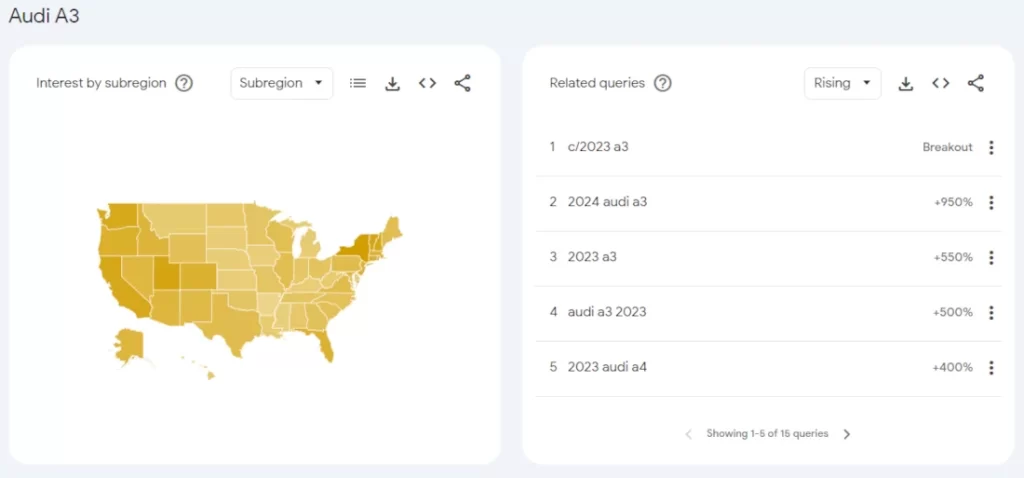 Audi A3
Interest by subregion
Subregion
Related queries
Rising
1 c/2023 a3 Breakout
2 2024 audi a3 +950%
3 2023 a3 +550%
4 audi a3 2023 +500%
5 2023 audi a4 +400%
Showing 1-5 of 15 queries